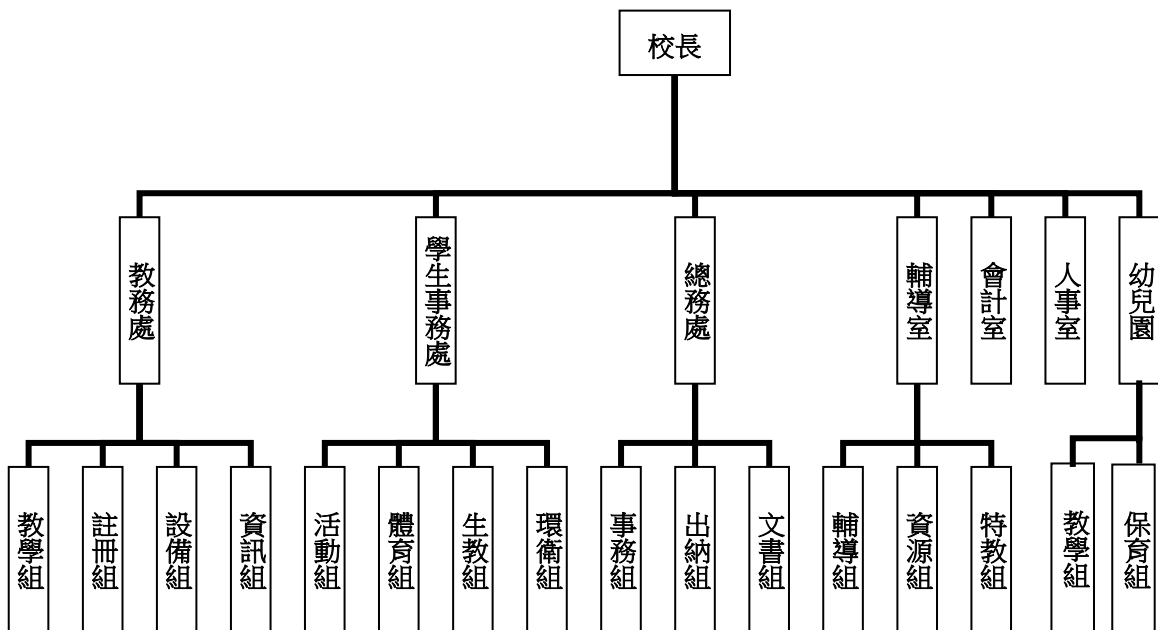 校長
教務處
學生事務處
總務處
輔導室
會計室
人事室
幼兒園
教學組
註冊組
設備組
資訊組
活動組
體育組
生教組
環衛組
事務組
出納組
文書組
輔導組
資源組
特教組
教學組
保育組